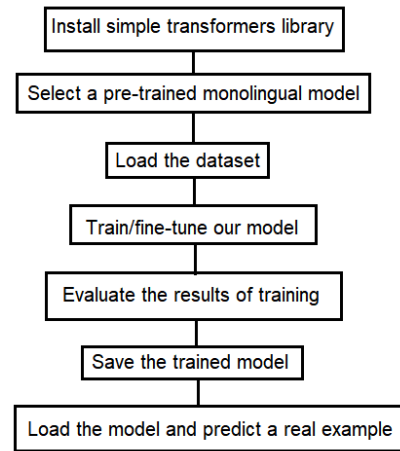 Install simple transformers library
Select a pre-trained monolingual model
Load the dataset
Train/fine-tune our model
Evaluate the results of training
Save the trained model
Load the model and predict a real example